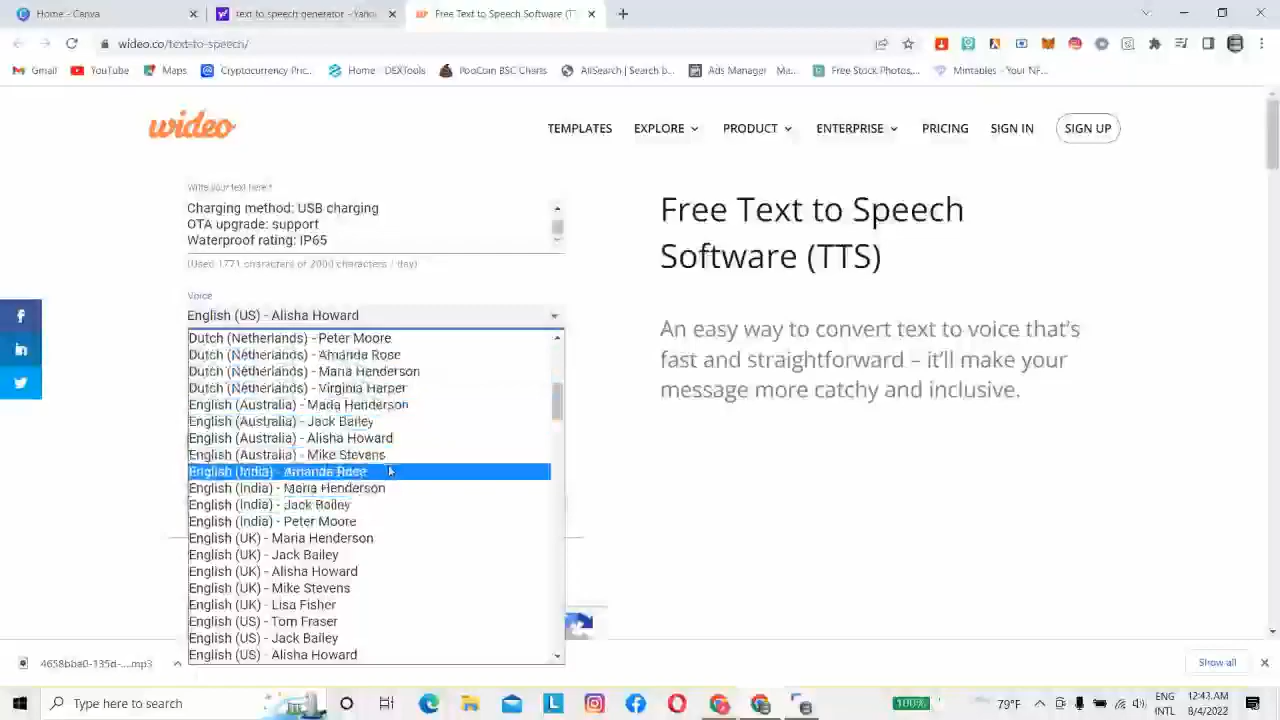 Home - Canva
text to speech generator - Yahoo
Free Text to Speech Software (TT
wideo.co/text-to-speech/
Gmail
YouTube
Maps
Cryptocurrency Pric...
Home DEXTools
PooCoin BSC Charts
AllSearch | Search b...
Ads Manager - Ma...
Free Stock Photos,...
Mintables - Your NF...
wideo
TEMPLATES
EXPLORE
PRODUCT
ENTERPRISE
PRICING
SIGN IN
SIGN UP
Write your text here *
Charging method: USB charging
OTA upgrade: support
Waterproof rating: IP65
(Used 1771 characters of 2000 characters / day)
Voice
English (US) - Alisha Howard
Dutch (Netherlands) - Peter Moore
Dutch (Netherlands) - Amanda Rose
Dutch (Netherlands) - Maria Henderson
Dutch (Netherlands) - Virginia Harper
English (Australia) - Maria Henderson
English (Australia) - Jack Bailey
English (Australia) - Alisha Howard
English (Australia) - Mike Stevens
English (India) - Amanda Rose
English (India) - Maria Henderson
English (India) - Jack Bailey
English (India) - Peter Moore
English (UK) - Maria Henderson
English (UK) - Jack Bailey
English (UK) - Alisha Howard
English (UK) - Mike Stevens
English (UK) - Lisa Fisher
English (US) - Tom Fraser
English (US) - Jack Bailey
English (US) - Alisha Howard
Free Text to Speech
Software (TTS)
An easy way to convert text to voice that's
fast and straightforward – it'll make your
message more catchy and inclusive.
4658bba0-135d-....mp3
Show all
Type here to search
100%
79°F
ENG
INTL
12:43 AM
8/4/2022